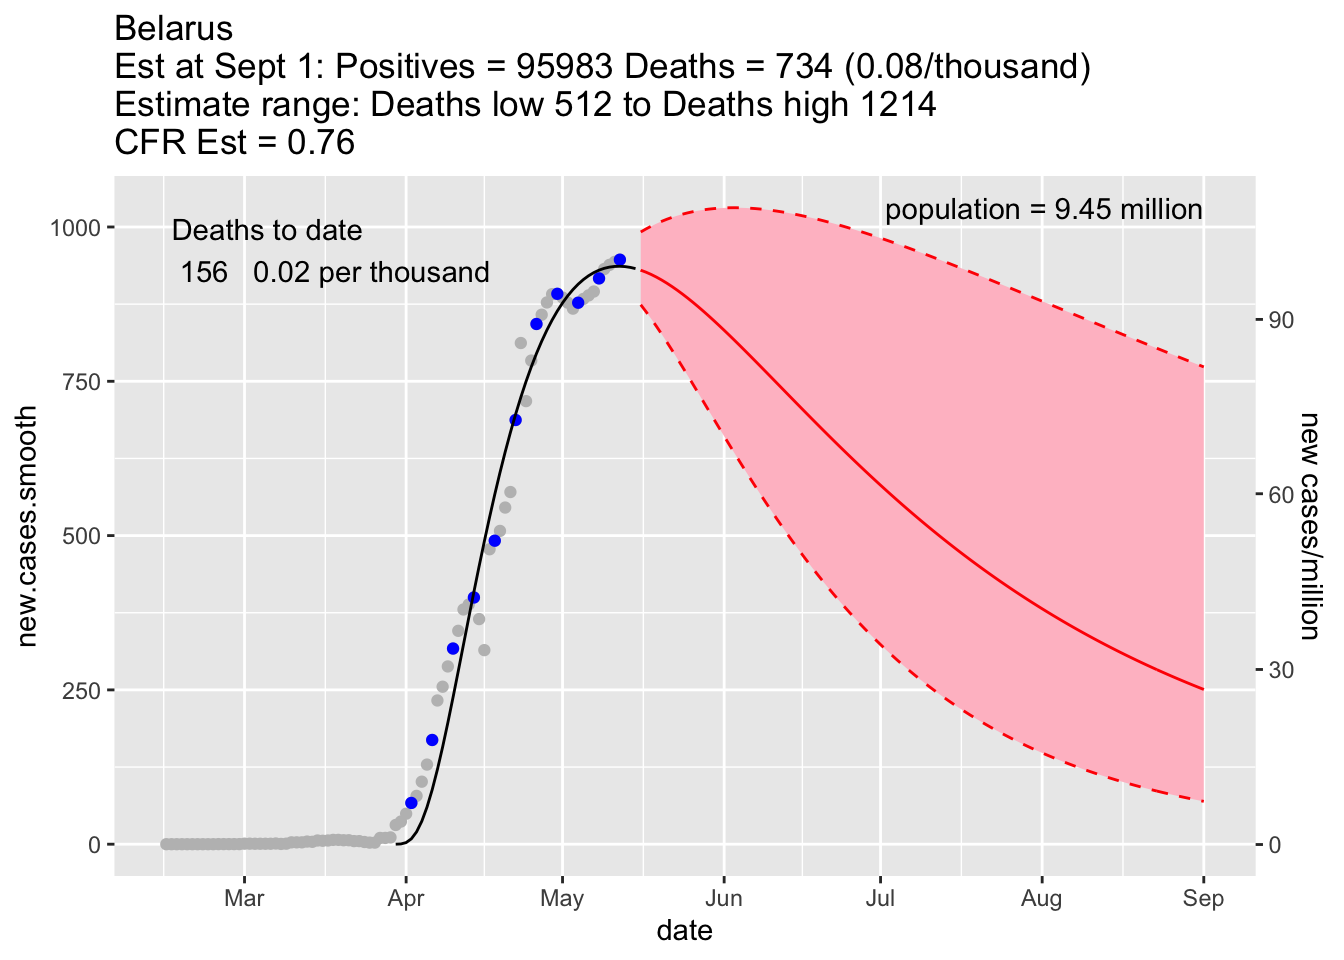 Belarus
Est at Sept 1: Positives = 95983 Deaths = 734 (0.08/thousand)
Estimate range: Deaths low 512 to Deaths high 1214
CFR Est = 0.76
population = 9.45 million
Deaths to date
156 0.02 per thousand
new.cases.smooth
1000
750
500
250
0
90
60
30
0
new cases/million
Mar Apr May Jun Jul Aug Sep
date